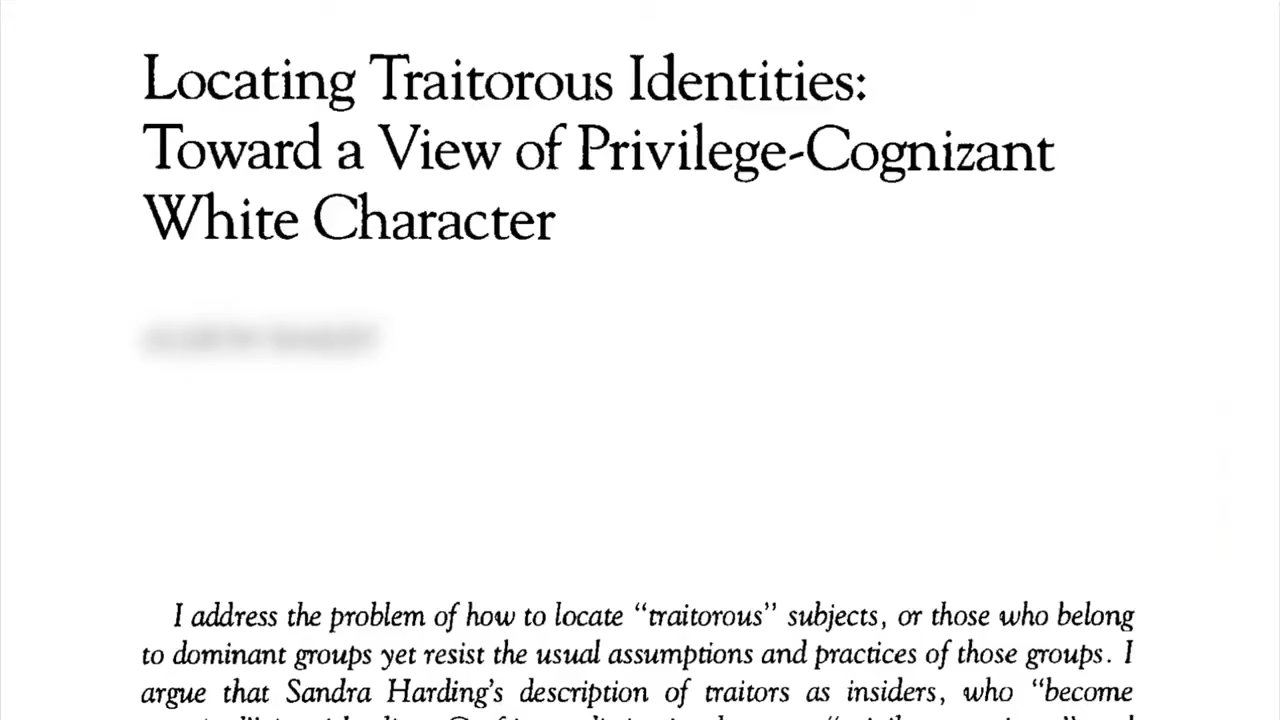 Locating Traitorous Identities:
Toward a View of Privilege-Cognizant
White Character
I address the problem of how to locate “traitorous” subjects, or those who belong
to dominant groups yet resist the usual assumptions and practices of those groups. I
argue that Sandra Harding’s description of traitors as insiders, who “become